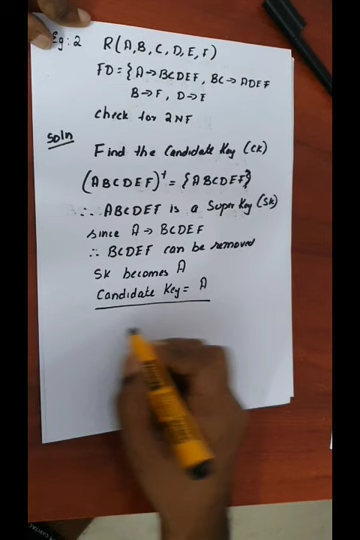 Eg: 2 R(A,B,C,D,E,F)
FD = {A → BCDEF, BC → ADEF
B → F, D → E
check for 2NF
Soln
Find the Candidate Key (CK)
(ABCDEF)+ = {ABCDEF}
∴ ABCDEF is a Super Key (SK)
since A → BCDEF
∴ BCDEF can be removed
SK becomes A
Candidate Key = A